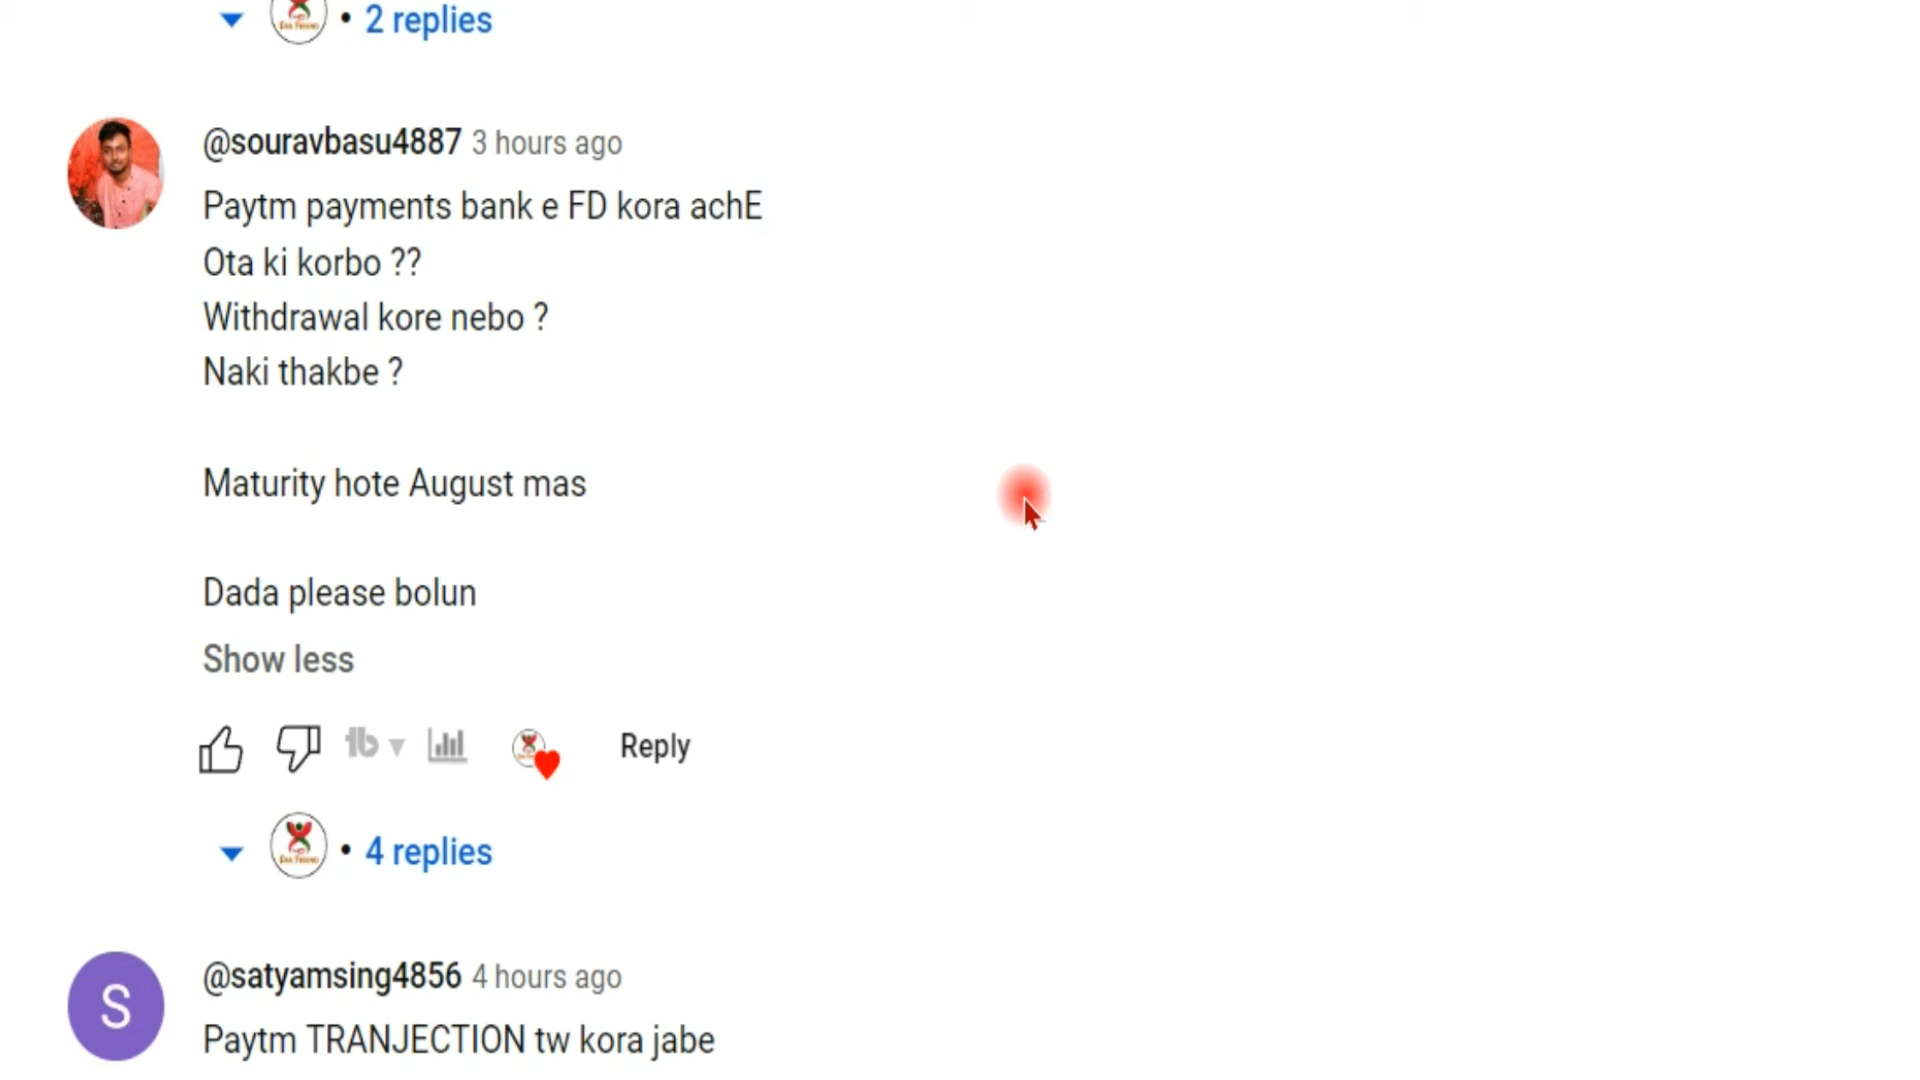 • 2 replies
@souravbasu4887 3 hours ago
Paytm payments bank e FD kora achE
Ota ki korbo ??
Withdrawal kore nebo ?
Naki thakbe ?
Maturity hote August mas
Dada please bolun
Show less
Reply
• 4 replies
S
@satyamsing4856 4 hours ago
Paytm TRANJECTION tw kora jabe